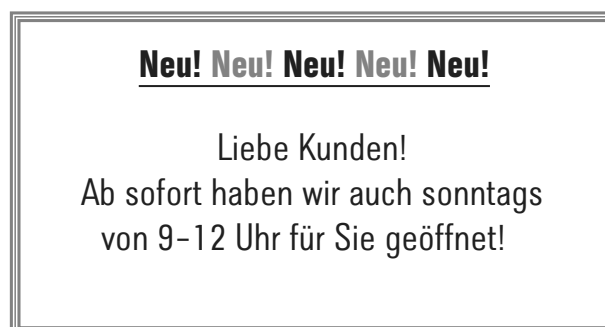 Neu! Neu! Neu! Neu! Neu!
Liebe Kunden!
Ab sofort haben wir auch sonntags
von 9–12 Uhr für Sie geöffnet!